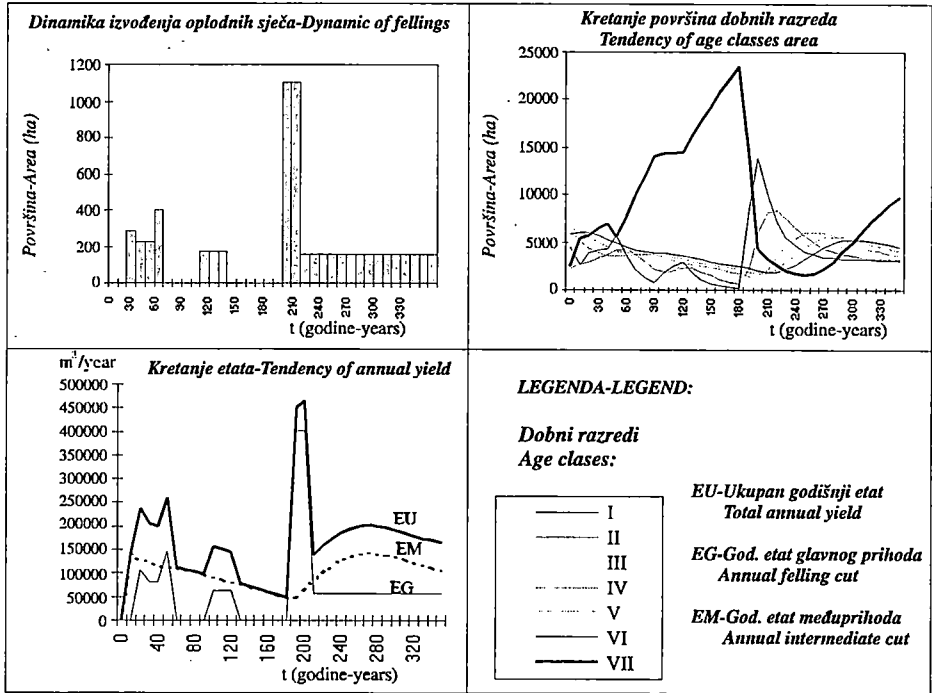 Dinamika izvođenja oplodnih sječa-Dynamic of fellings
Površina-Area (ha)
1200
1000
800
600
400
200
0
0 30 60 90 120 150 180 210 240 270 300 330
t (godine-years)
Kretanje površina dobnih razreda
Tendency of age classes area
Površina-Area (ha)
25000
20000
15000
10000
5000
0
0 30 60 90 120 150 180 210 240 270 300 330
t (godine-years)
m³/year
Kretanje etata-Tendency of annual yield
500000
450000
400000
350000
300000
250000
200000
150000
100000
50000
0
EU
EM
EG
0 40 80 120 160 200 240 280 320
t (godine-years)
LEGENDA-LEGEND:
Dobni razredi
Age clases:
I
II
III
IV
V
VI
VII
EU-Ukupan godišnji etat
Total annual yield
EG-God. etat glavnog prihoda
Annual felling cut
EM-God. etat međuprihoda
Annual intermediate cut